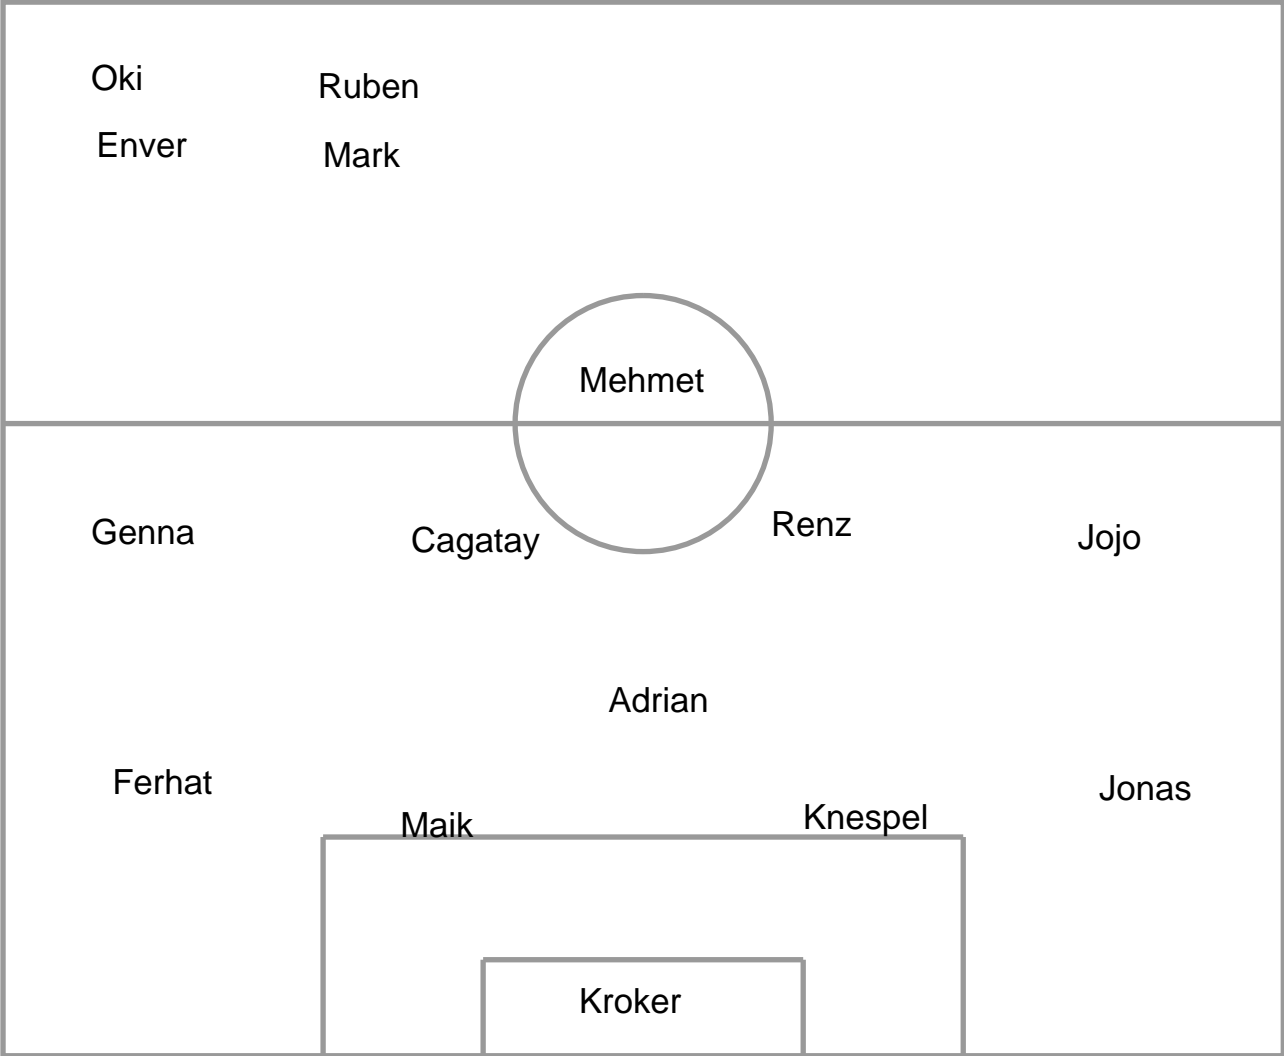 Oki
Ruben
Enver
Mark
Mehmet
Genna
Cagatay
Renz
Jojo
Adrian
Ferhat
Maik
Knespel
Jonas
Kroker